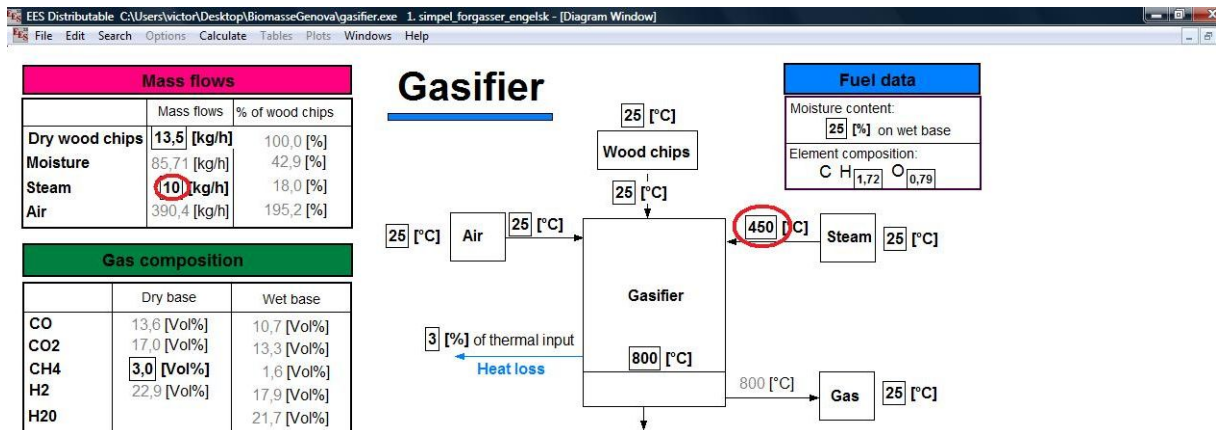 EES Distributable C:\Users\victor\Desktop\BiomasseGenova\gasifier.exe 1. simpel_forgasser_engelsk - [Diagram Window]
File Edit Search Options Calculate Tables Plots Windows Help
Mass flows
Mass flows % of wood chips
Dry wood chips 13,5 [kg/h] 100,0 [%]
Moisture 85,71 [kg/h] 42,9 [%]
Steam 10 [kg/h] 18,0 [%]
Air 390,4 [kg/h] 195,2 [%]
Gas composition
Dry base Wet base
CO 13,6 [Vol%] 10,7 [Vol%]
CO2 17,0 [Vol%] 13,3 [Vol%]
CH4 3,0 [Vol%] 1,6 [Vol%]
H2 22,9 [Vol%] 17,9 [Vol%]
H20 21,7 [Vol%]
Gasifier
25 [°C]
Wood chips
25 [°C]
25 [°C] Air 25 [°C]
450 [°C] Steam 25 [°C]
Gasifier
3 [%] of thermal input
Heat loss
800 [°C]
800 [°C] Gas 25 [°C]
Fuel data
Moisture content:
25 [%] on wet base
Element composition:
C H 1,72 O 0,79